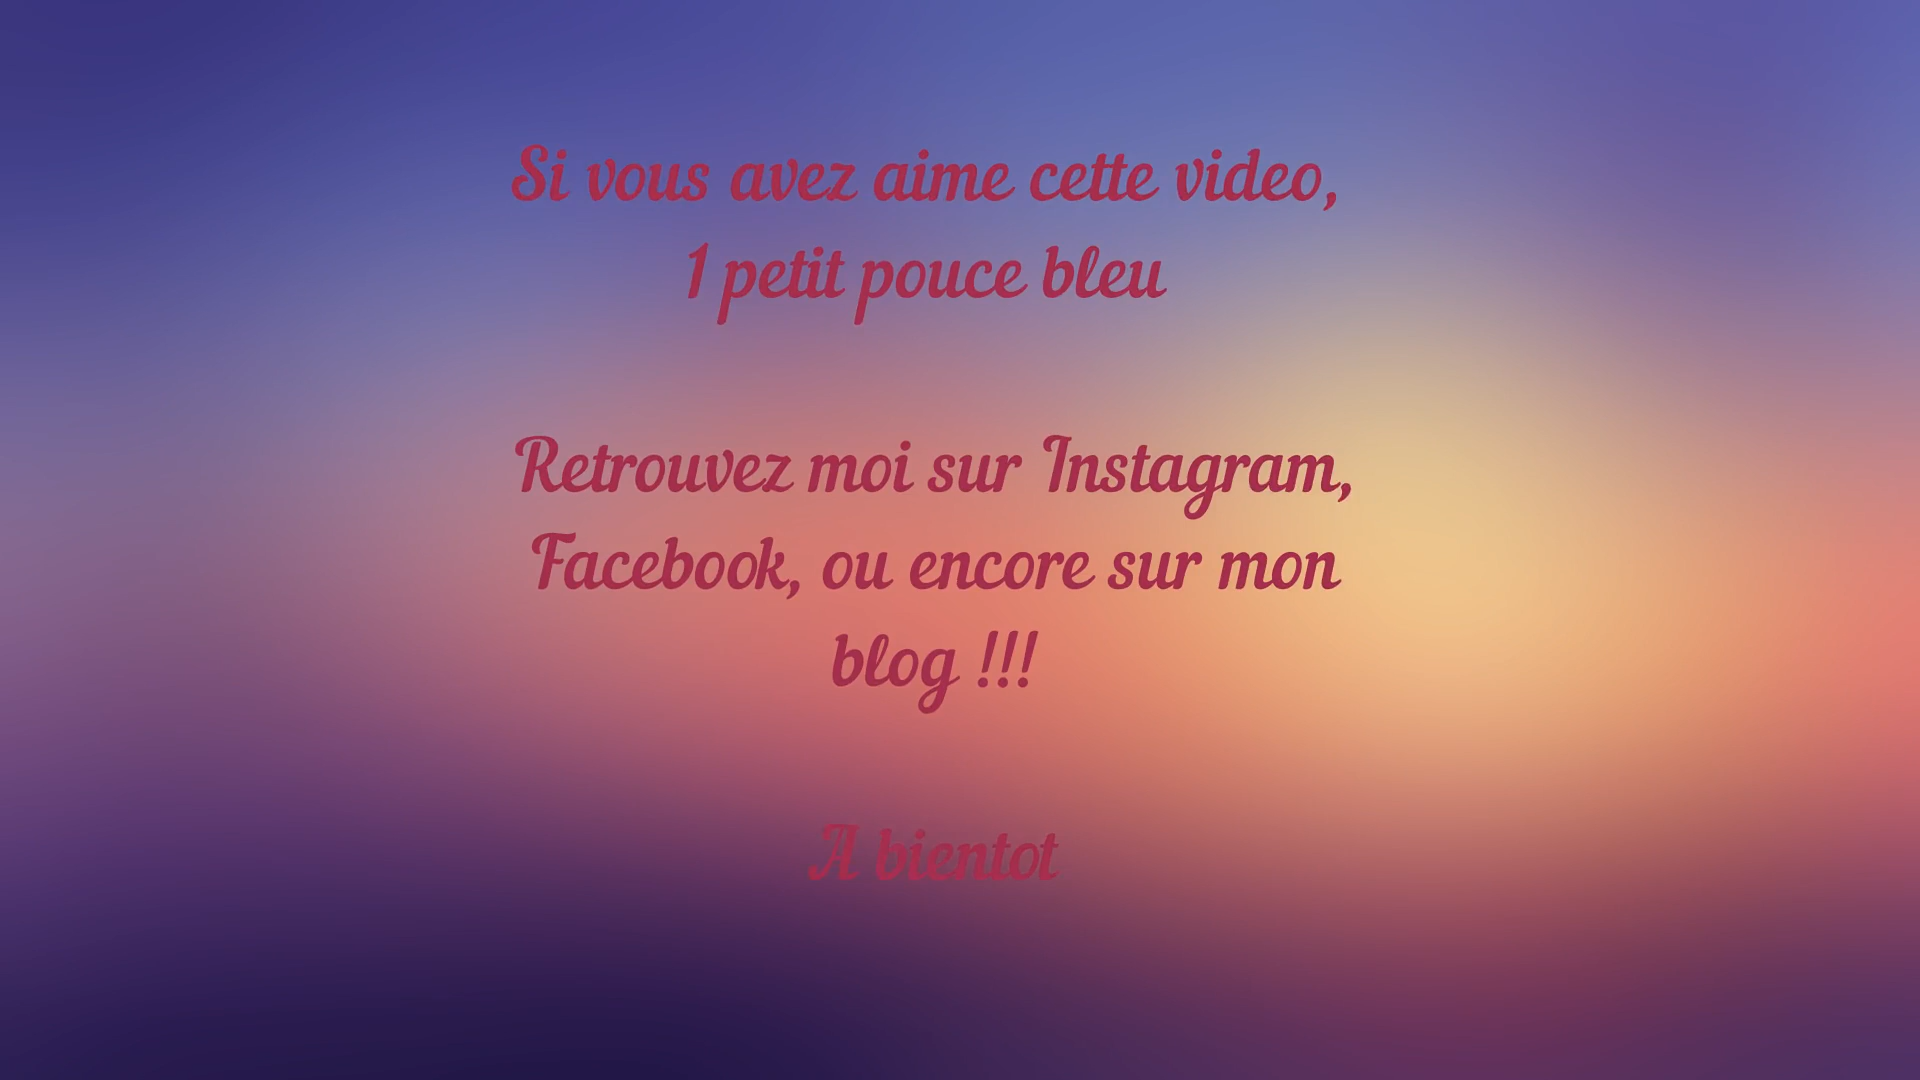 Si vous avez aime cette video,
1 petit pouce bleu
Retrouvez moi sur Instagram,
Facebook, ou encore sur mon
blog !!!
A bientot